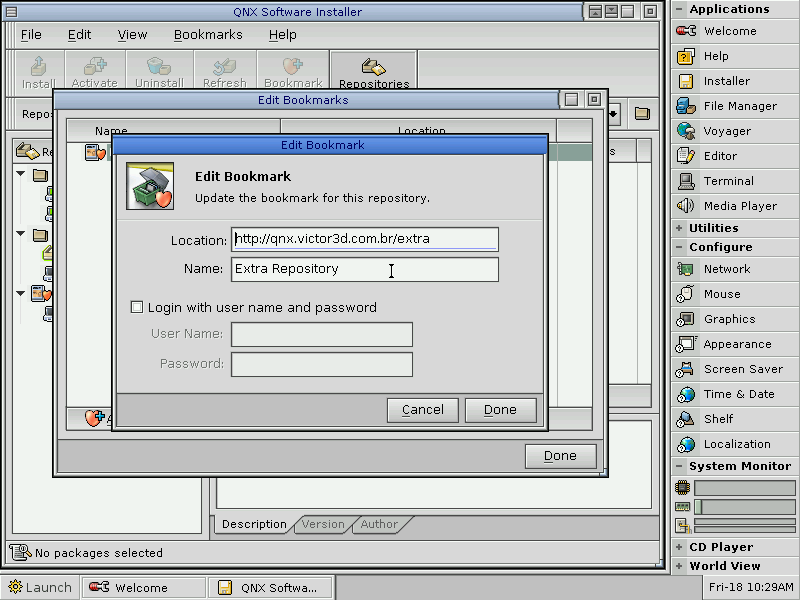 QNX Software Installer
File Edit View Bookmarks Help
Install Activate Uninstall Refresh Bookmark Repositories
Edit Bookmarks
Name Location
Edit Bookmark
Edit Bookmark
Update the bookmark for this repository.
Location: http://qnx.victor3d.com.br/extra
Name: Extra Repository
Login with user name and password
User Name:
Password:
Cancel Done
Done
Description Version Author
No packages selected
Applications
Welcome
Help
Installer
File Manager
Voyager
Editor
Terminal
Media Player
Utilities
Configure
Network
Mouse
Graphics
Appearance
Screen Saver
Time & Date
Shelf
Localization
System Monitor
CD Player
World View
Launch Welcome QNX Softwa... Fri-18 10:29AM